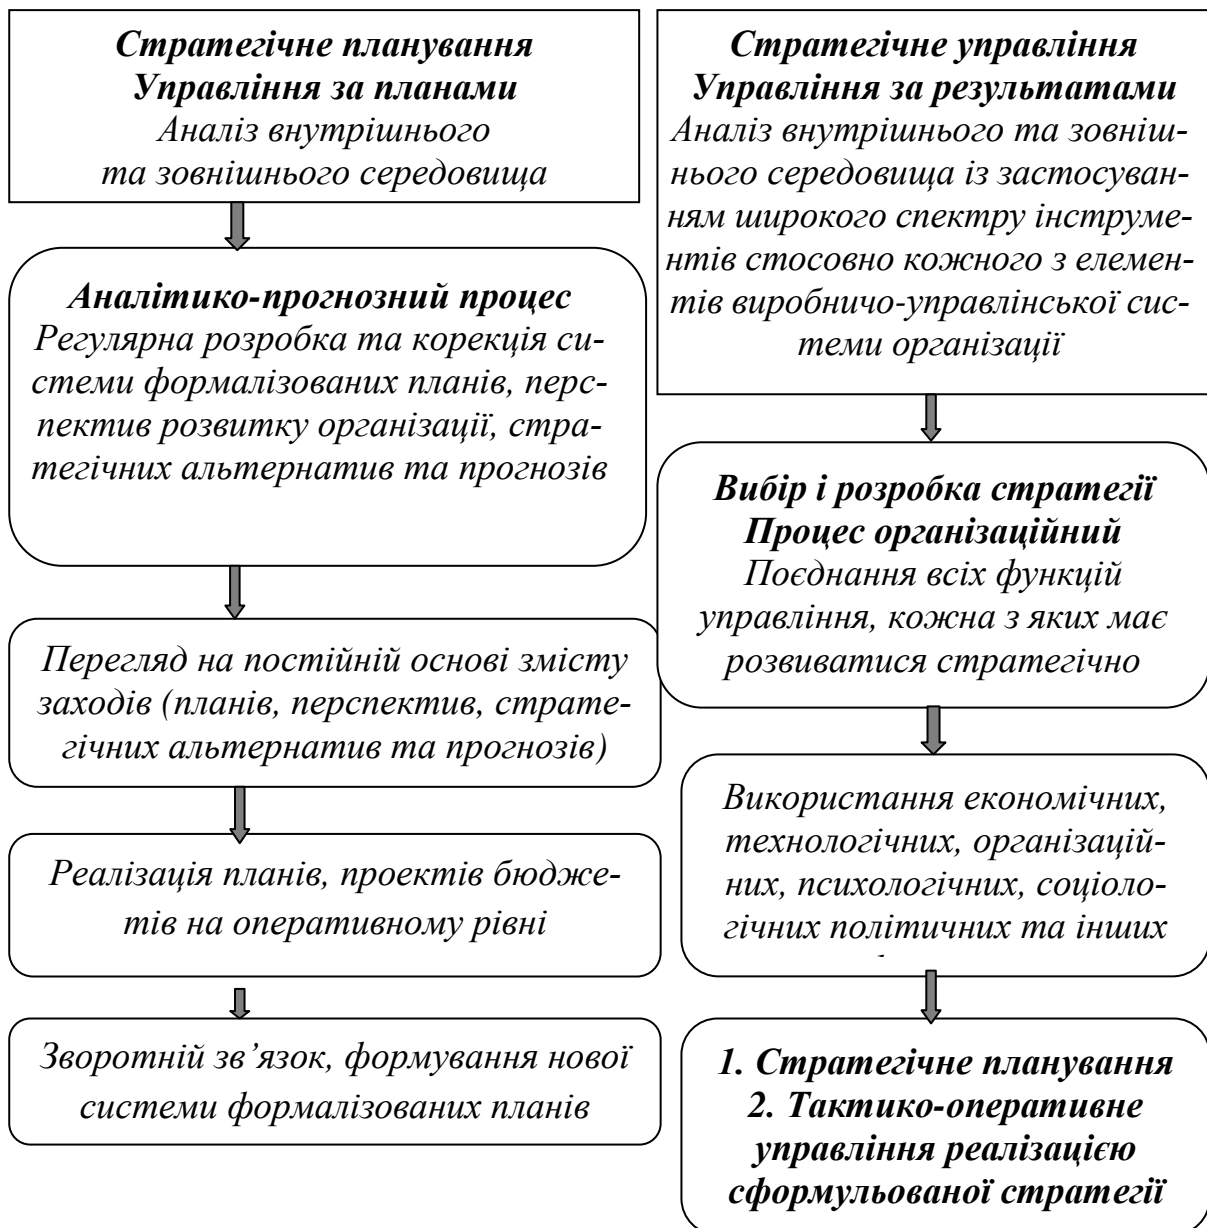 Стратегічне планування
Управління за планами
Аналіз внутрішнього
та зовнішнього середовища
Аналітико-прогнозний процес
Регулярна розробка та корекція си-
стеми формалізованих планів, перс-
пектив розвитку організації, стра-
тегічних альтернатив та прогнозів
Перегляд на постійній основі змісту
заходів (планів, перспектив, страте-
гічних альтернатив та прогнозів)
Реалізація планів, проектів бюдже-
тів на оперативному рівні
Зворотній зв’язок, формування нової
системи формалізованих планів
Стратегічне управління
Управління за результатами
Аналіз внутрішнього та зовніш-
нього середовища із застосуван-
ням широкого спектру інструме-
нтів стосовно кожного з елемен-
тів виробничо-управлінської сис-
теми організації
Вибір і розробка стратегії
Процес організаційний
Поєднання всіх функцій
управління, кожна з яких має
розвиватися стратегічно
Використання економічних,
технологічних, організацій-
них, психологічних, соціоло-
гічних політичних та інших
1. Стратегічне планування
2. Тактико-оперативне
управління реалізацією
сформульованої стратегії